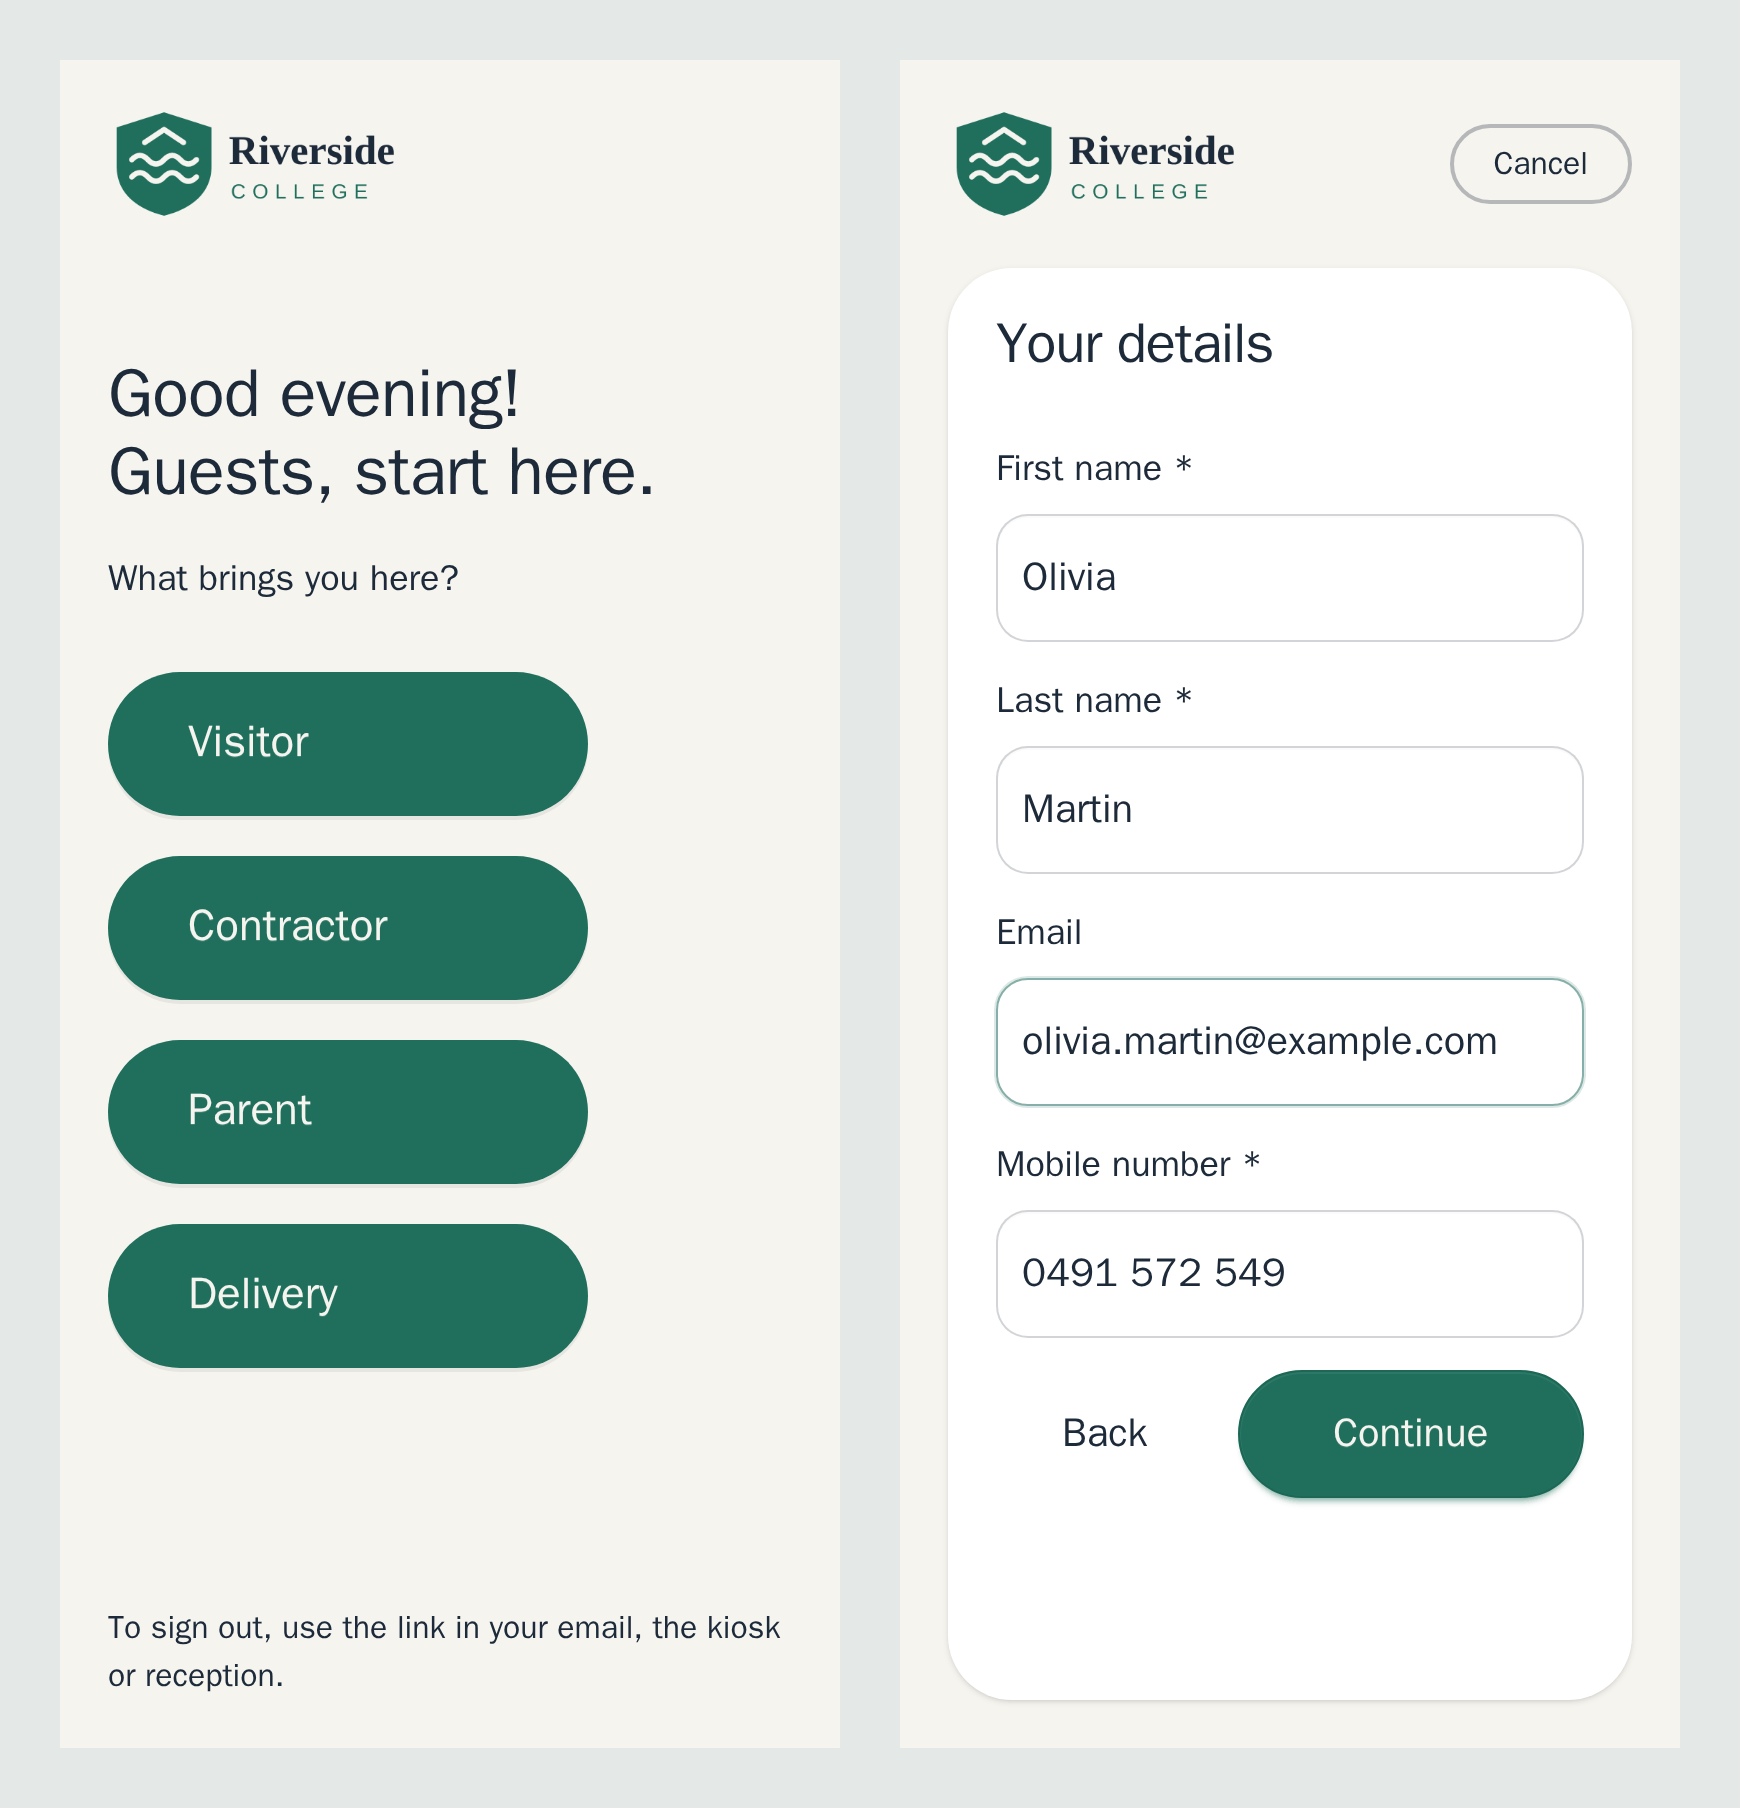 Riverside
COLLEGE
Good evening!
Guests, start here.
What brings you here?
Visitor
Contractor
Parent
Delivery
To sign out, use the link in your email, the kiosk
or reception.
Riverside
COLLEGE
Cancel
Your details
First name *
Olivia
Last name *
Martin
Email
olivia.martin@example.com
Mobile number *
0491 572 549
Back
Continue